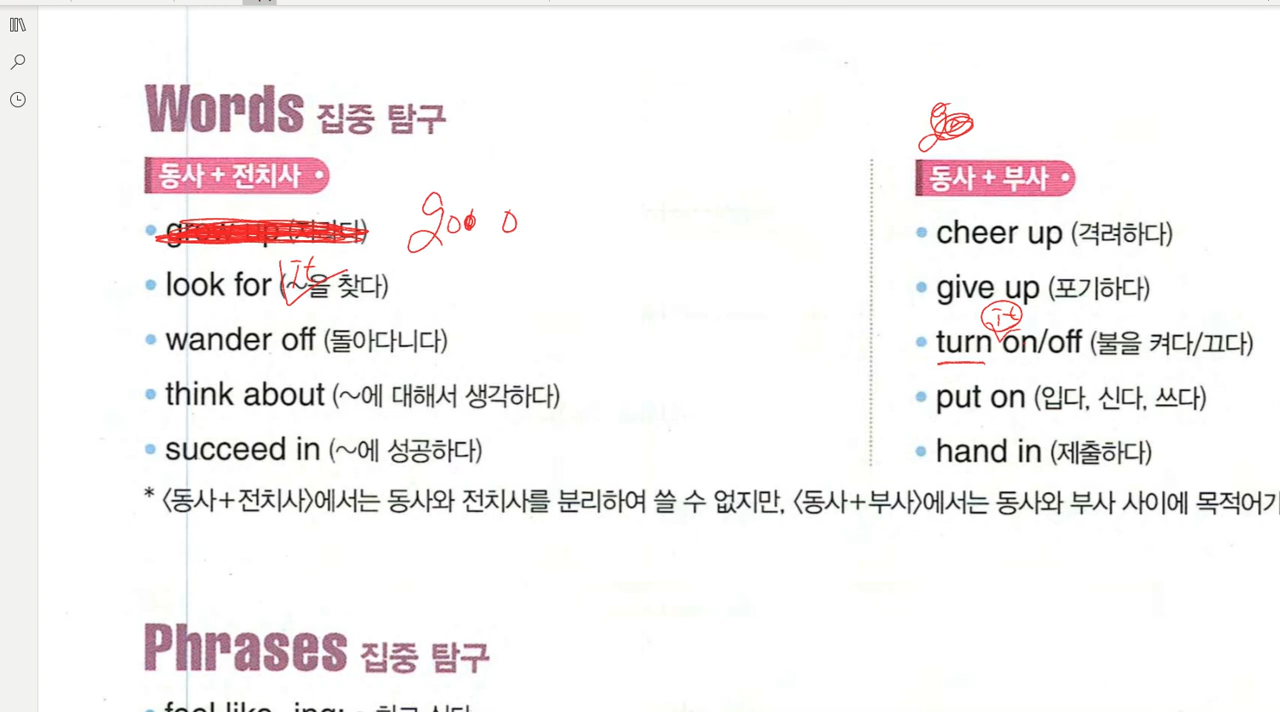 Words 집중 탐구
동사 + 전치사
look for (~을 찾다)
It
wander off (돌아다니다)
think about (~에 대해서 생각하다)
succeed in (~에 성공하다)
동사 + 부사
cheer up (격려하다)
give up (포기하다)
it
turn on/off (불을 켜다/끄다)
put on (입다, 신다, 쓰다)
hand in (제출하다)
* 〈동사+전치사〉에서는 동사와 전치사를 분리하여 쓸 수 없지만, 〈동사+부사〉에서는 동사와 부사 사이에 목적어가
Phrases 집중 탐구